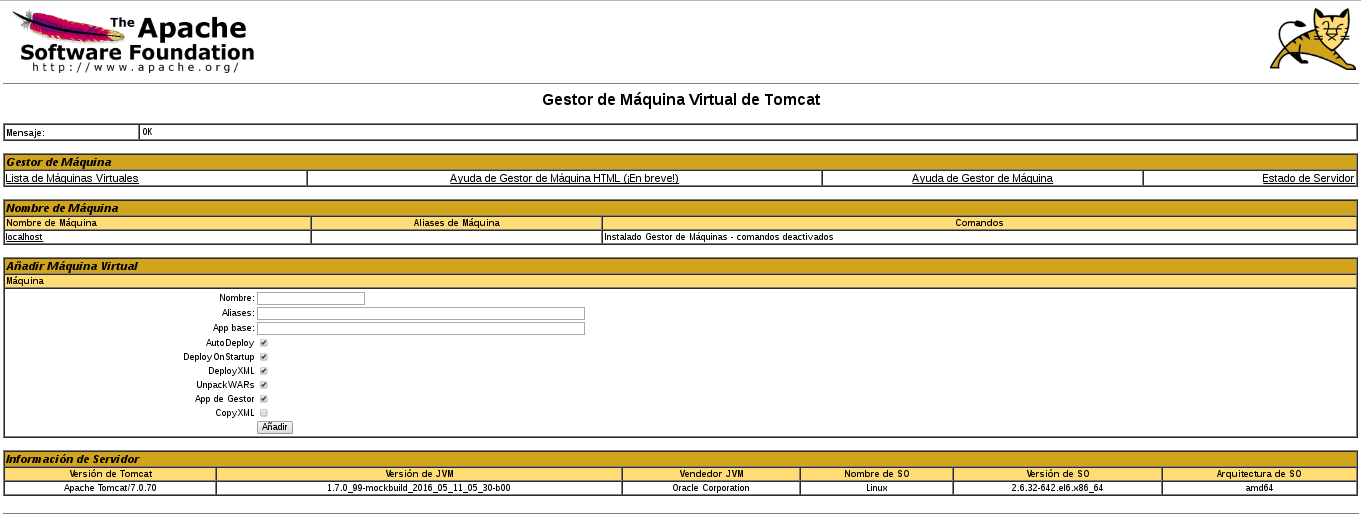 The Apache
Software Foundation
http://www.apache.org/
Gestor de Máquina Virtual de Tomcat
Mensaje: OK
Gestor de Máquina
Lista de Máquinas Virtuales Ayuda de Gestor de Máquina HTML (¡En breve!) Ayuda de Gestor de Máquina Estado de Servidor
Nombre de Máquina
Nombre de Máquina Aliases de Máquina Comandos
localhost Instalado Gestor de Máquinas - comandos deactivados
Añadir Máquina Virtual
Máquina
Nombre:
Aliases:
App base:
AutoDeploy
DeployOnStartup
DeployXML
UnpackWARs
App de Gestor
CopyXML
Añadir
Información de Servidor
Versión de Tomcat Versión de JVM Vendedor JVM Nombre de SO Versión de SO Arquitectura de SO
Apache Tomcat/7.0.70 1.7.0_99-mockbuild_2016_05_11_05_30-b00 Oracle Corporation Linux 2.6.32-642.el6.x86_64 amd64